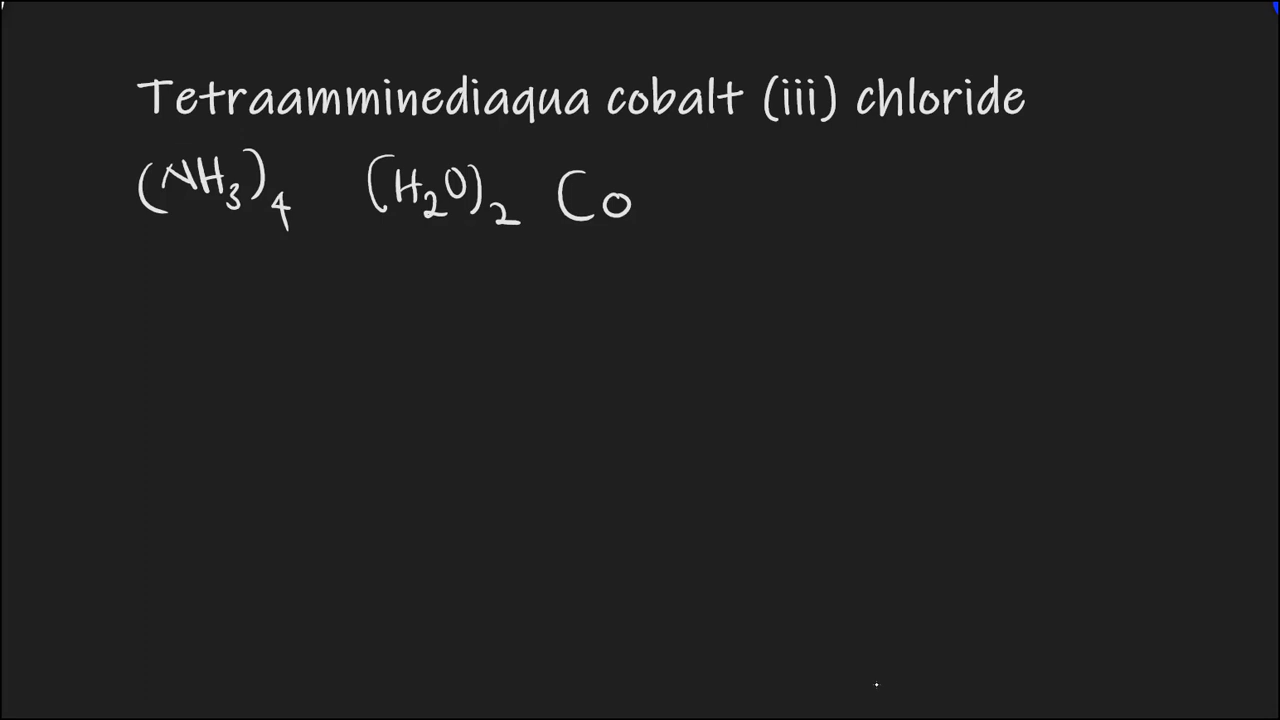 Tetraamminediaqua cobalt (iii) chloride
(NH₃)₄ (H₂O)₂ Co